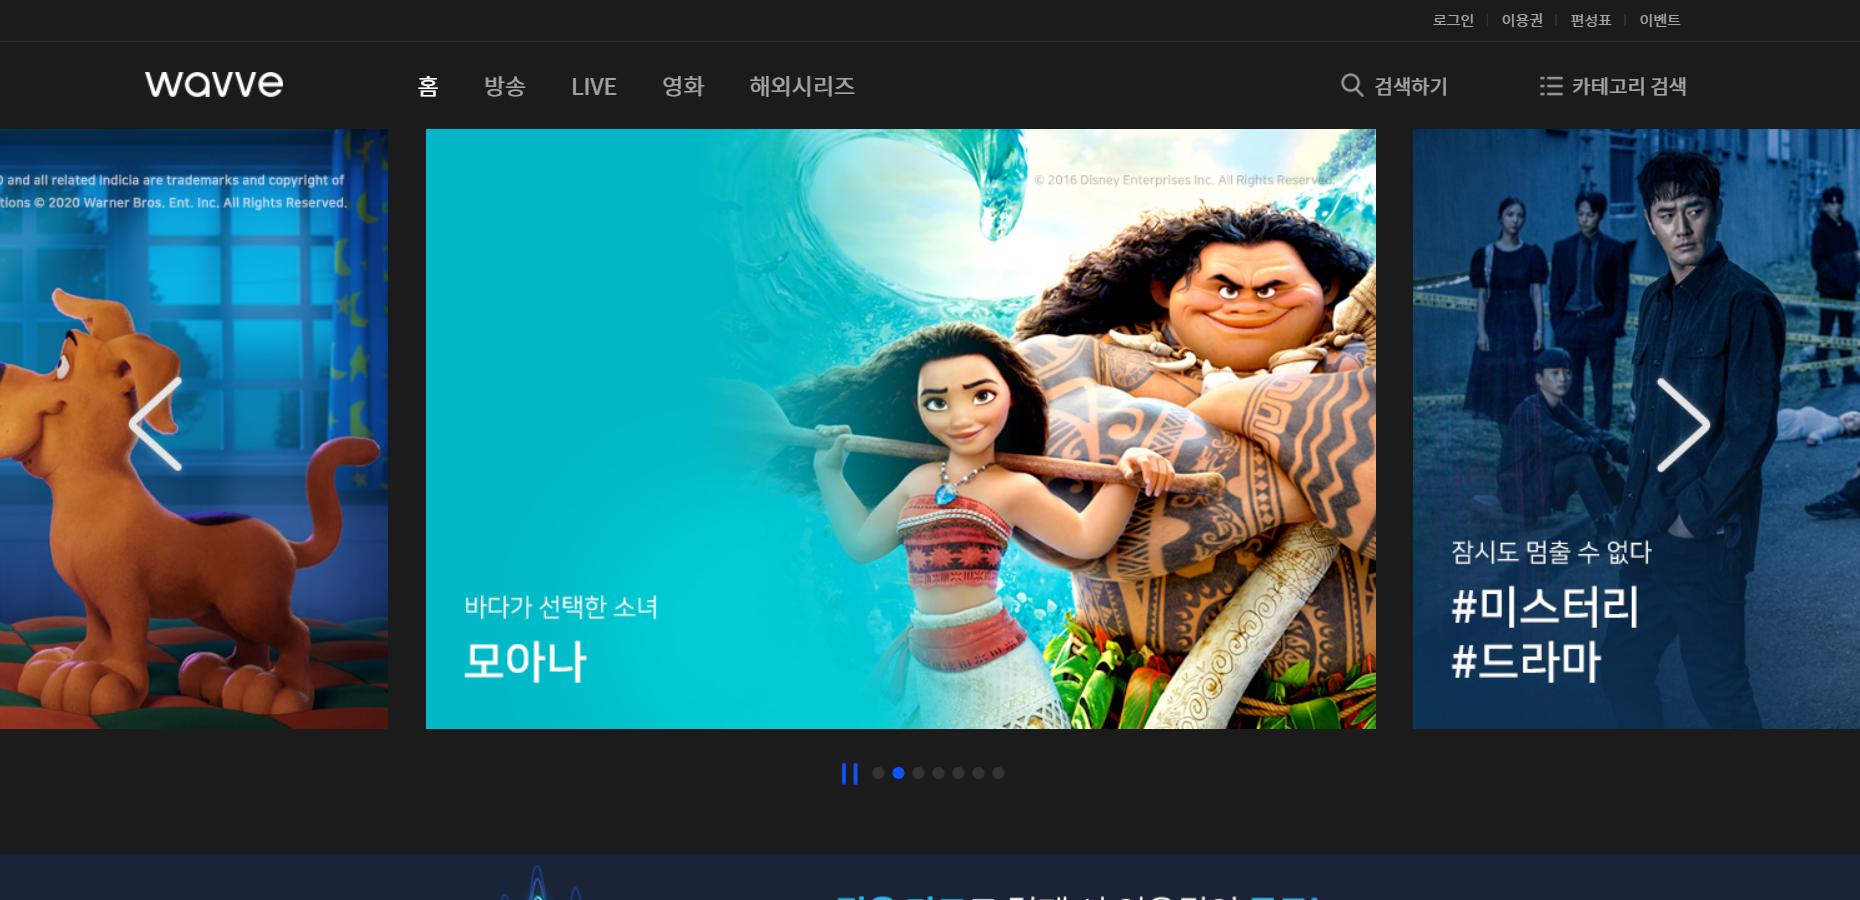 로그인
이용권
편성표
이벤트
wavve
홈
방송
LIVE
영화
해외시리즈
검색하기
카테고리 검색
and all related indicia are trademarks and copyright of
© 2020 Warner Bros. Ent. Inc. All Rights Reserved.
© 2016 Disney Enterprises Inc. All Rights Reserved.
바다가 선택한 소녀
모아나
잠시도 멈출 수 없다
#미스터리
#드라마